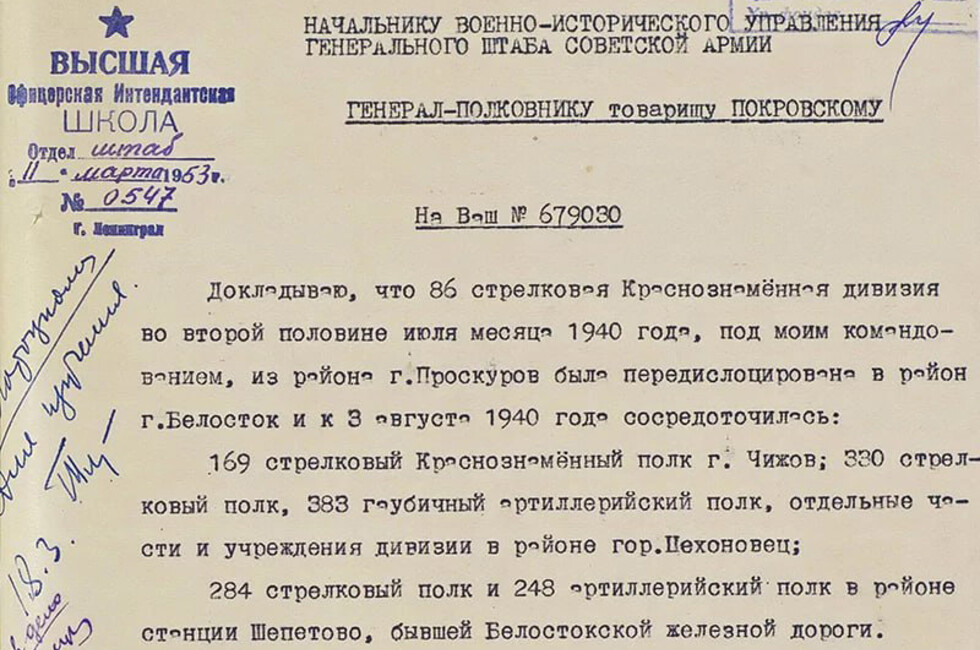 ВЫСШАЯ
Офицерская Интендантская
ШКОЛА
Отдел штаб
11 марта 1953г.
№ 0547
г. Ленинград
НАЧАЛЬНИКУ ВОЕННО-ИСТОРИЧЕСКОГО УПРАВЛЕНИЯ
ГЕНЕРАЛЬНОГО ШТАБА СОВЕТСКОЙ АРМИИ
ГЕНЕРАЛ-ПОЛКОВНИКУ товарищу ПОКРОВСКОМУ
На Ваш № 679030
Докладываю, что 86 стрелковая Краснознамённая дивизия
во второй половине июля месяца 1940 года, под моим командо-
ванием, из района г.Проскуров была передислоцирована в район
г.Белосток и к 3 августа 1940 года сосредоточилась:
169 стрелковый Краснознамённый полк г. Чижов; 330 стрел-
ковый полк, 383 гаубичный артиллерийский полк, отдельные ча-
сти и учреждения дивизии в районе гор.Цехоновец;
284 стрелковый полк и 248 артиллерийский полк в районе
станции Шепетово, бывшей Белостокской железной дороги.
для изучения.
18.3.